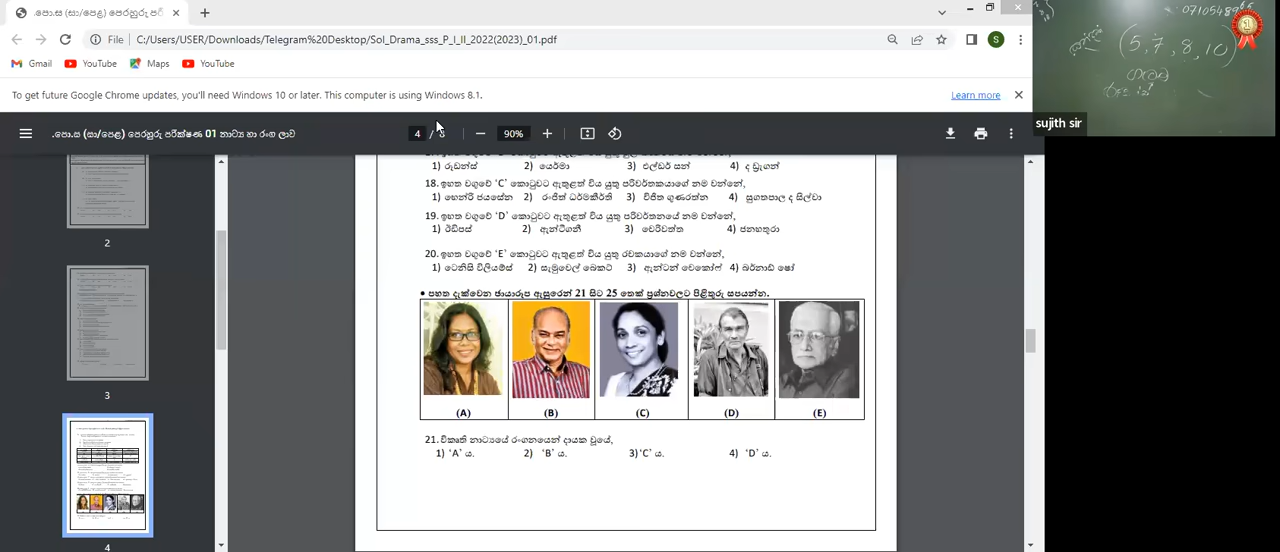 .පො.ස (සා/පෙළ) පෙරහුරු පරී
File
C:/Users/USER/Downloads/Telegram%20Desktop/Sol_Drama_sss_P_I_II_2022(2023)_01.pdf
S
Gmail
YouTube
Maps
YouTube
To get future Google Chrome updates, you'll need Windows 10 or later. This computer is using Windows 8.1.
Learn more
.පො.ස (සා/පෙළ) පෙරහුරු පරීක්ෂණ 01 නාට්‍ය හා රංග ලාව
4 /
90%
2
3
4
1) රුඩන්ස් 2) යෙර්මා 3) එල්ඩර් සන් 4) ද ඩ්‍රැගන්
18. ඉහත වගුවේ ‘C’ කොටුවට ඇතුළත් විය යුතු පරිවර්තකයාගේ නම වන්නේ,
1) හෙන්රි ජයසේන 2) රංජිත් ධර්මකීර්ති 3) විජිත ගුණරත්න 4) සුගතපාල ද සිල්වා
19. ඉහත වගුවේ ‘D’ කොටුවට ඇතුළත් විය යුතු පරිවර්තනයේ නම වන්නේ,
1) ඊඩිපස් 2) ඇන්ටිගනී 3) වෙරිවත්ත 4) ජනහතුරා
20. ඉහත වගුවේ ‘E’ කොටුවට ඇතුළත් විය යුතු රචකයාගේ නම වන්නේ,
1) ටෙනිසි විලියම්ස් 2) සැමුවෙල් බෙකට් 3) ඇන්ටන් චෙකෝෆ් 4) බර්නාඩ් ෂෝ
• පහත දැක්වෙන ඡායාරූප ඇසුරෙන් 21 සිට 25 තෙක් ප්‍රශ්නවලට පිළිතුරු සපයන්න.
(A) (B) (C) (D) (E)
21. විකෘති නාට්‍යයේ රංගනයෙන් දායක වූයේ,
1) ‘A’ ය. 2) ‘B’ ය. 3) ‘C’ ය. 4) ‘D’ ය.
(5, 7, 8, 10)
1
sujith sir